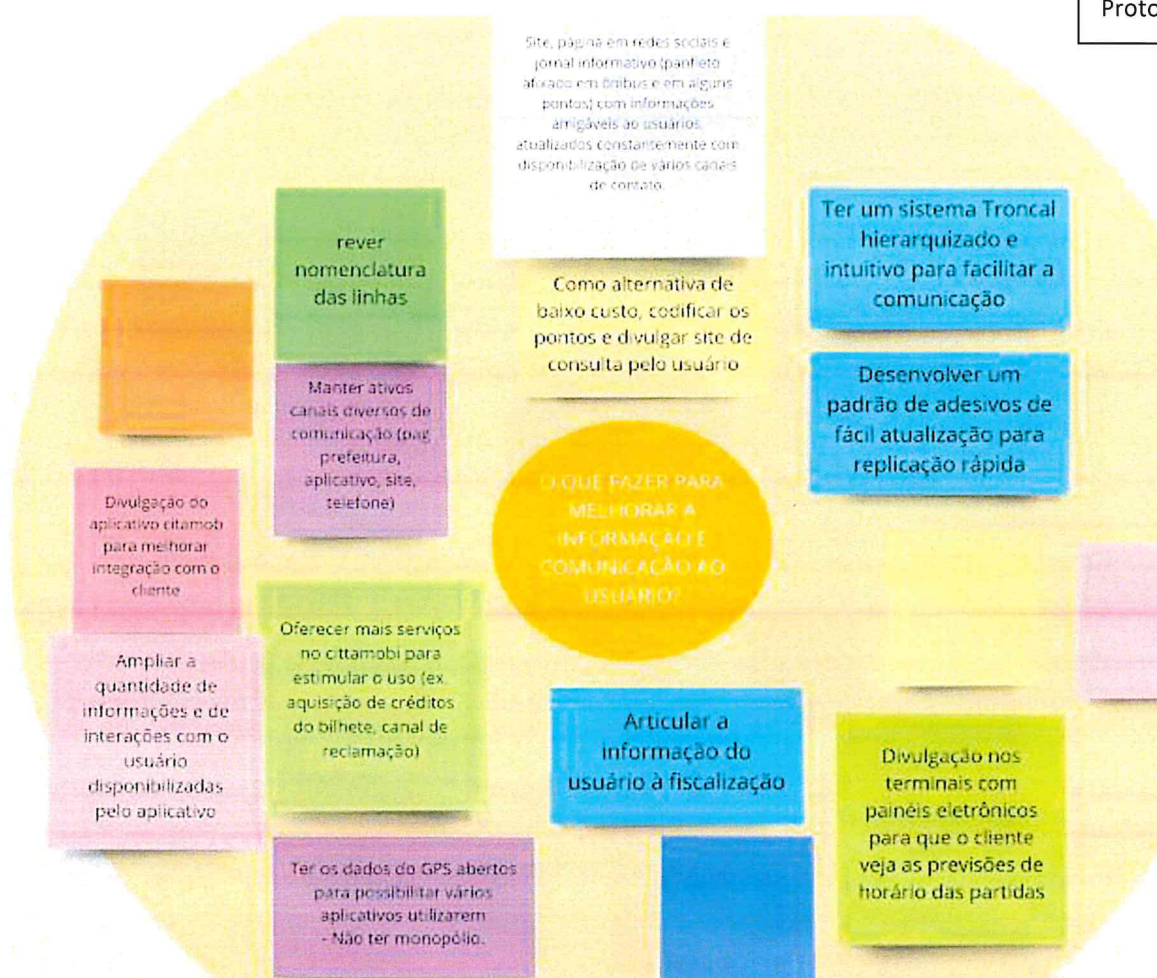 Proto
Site, página em redes sociais e
jornal informativo (panfleto
afixado em ônibus e em alguns
pontos) com informações
amigáveis ao usuários,
atualizados constantemente com
disponibilização de vários canais
de contato.
rever
nomenclatura
das linhas
Como alternativa de
baixo custo, codificar os
pontos e divulgar site de
consulta pelo usuário
Ter um sistema Troncal
hierarquizado e
intuitivo para facilitar a
comunicação
Manter ativos
canais diversos de
comunicação (pag
prefeitura,
aplicativo, site,
telefone)
Desenvolver um
padrão de adesivos de
fácil atualização para
replicação rápida
Divulgação do
aplicativo citamobi
para melhorar
integração com o
cliente
O QUE FAZER PARA
MELHORAR A
INFORMAÇÃO E
COMUNICAÇÃO AO
USUÁRIO?
Oferecer mais serviços
no cittamobi para
estimular o uso (ex.
aquisição de créditos
do bilhete, canal de
reclamação)
Ampliar a
quantidade de
informações e de
interações com o
usuário
disponibilizadas
pelo aplicativo
Articular a
informação do
usuário à fiscalização
Divulgação nos
terminais com
painéis eletrônicos
para que o cliente
veja as previsões de
horário das partidas
Ter os dados do GPS abertos
para possibilitar vários
aplicativos utilizarem
- Não ter monopólio.